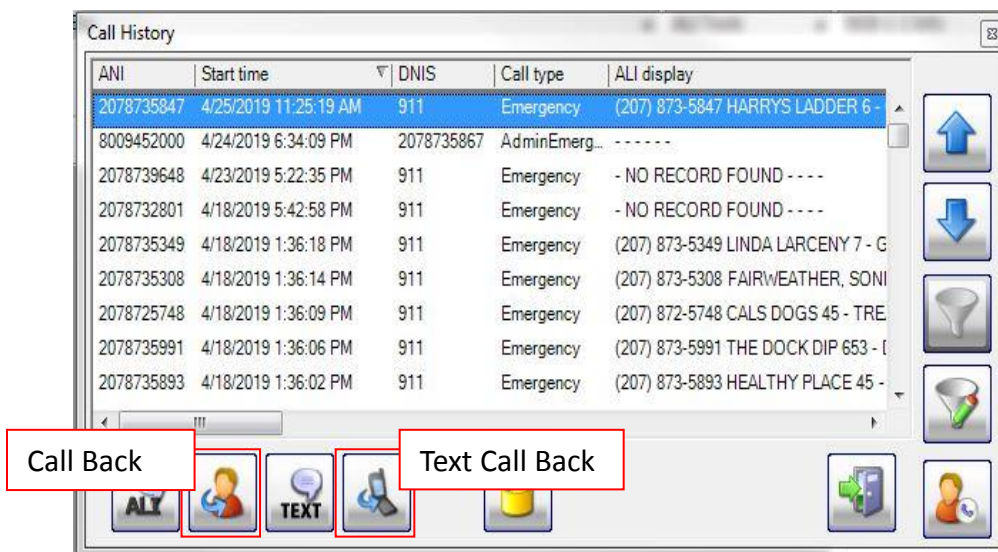 Call History
ANI Start time DNIS Call type ALI display
2078735847 4/25/2019 11:25:19 AM 911 Emergency (207) 873-5847 HARRYS LADDER 6 -
8009452000 4/24/2019 6:34:09 PM 2078735867 AdminEmerg... - - - - - -
2078739648 4/23/2019 5:22:35 PM 911 Emergency - NO RECORD FOUND - - - -
2078732801 4/18/2019 5:42:58 PM 911 Emergency - NO RECORD FOUND - - - -
2078735349 4/18/2019 1:36:18 PM 911 Emergency (207) 873-5349 LINDA LARCENY 7 - G
2078735308 4/18/2019 1:36:14 PM 911 Emergency (207) 873-5308 FAIRWEATHER, SONI
2078725748 4/18/2019 1:36:09 PM 911 Emergency (207) 872-5748 CALS DOGS 45 - TRE
2078735991 4/18/2019 1:36:06 PM 911 Emergency (207) 873-5991 THE DOCK DIP 653 - D
2078735893 4/18/2019 1:36:02 PM 911 Emergency (207) 873-5893 HEALTHY PLACE 45 -
Call Back Text Call Back
ALI TEXT